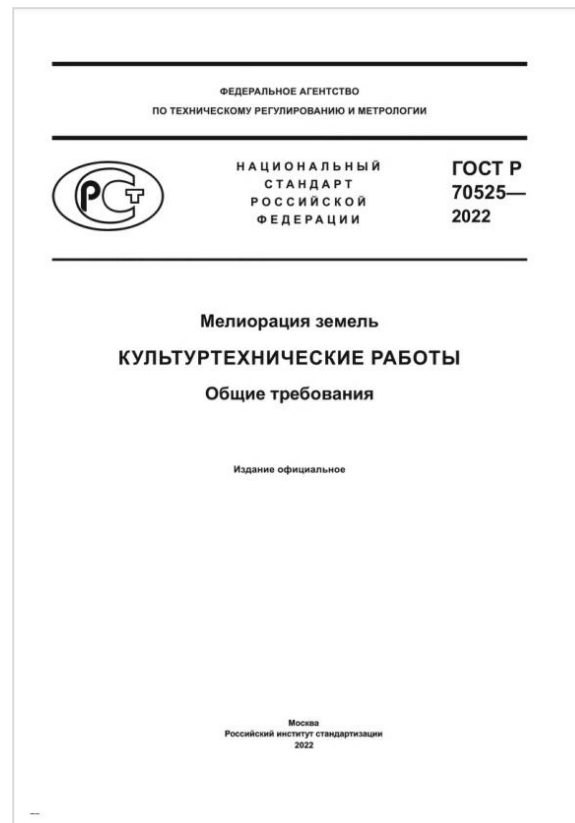 ФЕДЕРАЛЬНОЕ АГЕНТСТВО
ПО ТЕХНИЧЕСКОМУ РЕГУЛИРОВАНИЮ И МЕТРОЛОГИИ
РСТ
НАЦИОНАЛЬНЫЙ
СТАНДАРТ
РОССИЙСКОЙ
ФЕДЕРАЦИИ
ГОСТ Р
70525—
2022
Мелиорация земель
КУЛЬТУРТЕХНИЧЕСКИЕ РАБОТЫ
Общие требования
Издание официальное
Москва
Российский институт стандартизации
2022